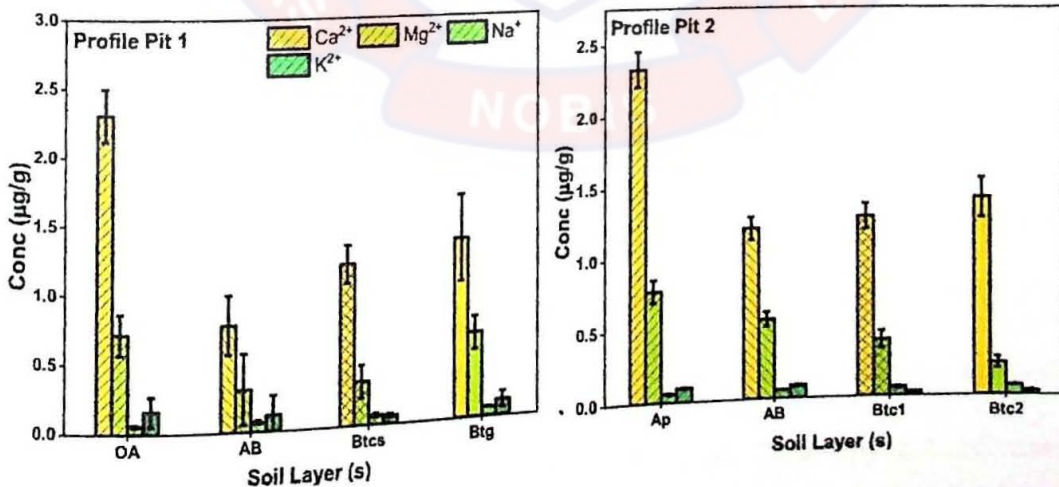 NOBIS
Profile Pit 1
Ca²⁺ Mg²⁺ Na⁺
K²⁺
3.0
2.5
2.0
1.5
1.0
0.5
0.0
Conc (µg/g)
OA AB Btcs Btg
Soil Layer (s)
Profile Pit 2
2.5
2.0
1.5
1.0
0.5
0.0
Conc (µg/g)
Ap AB Btc1 Btc2
Soil Layer (s)